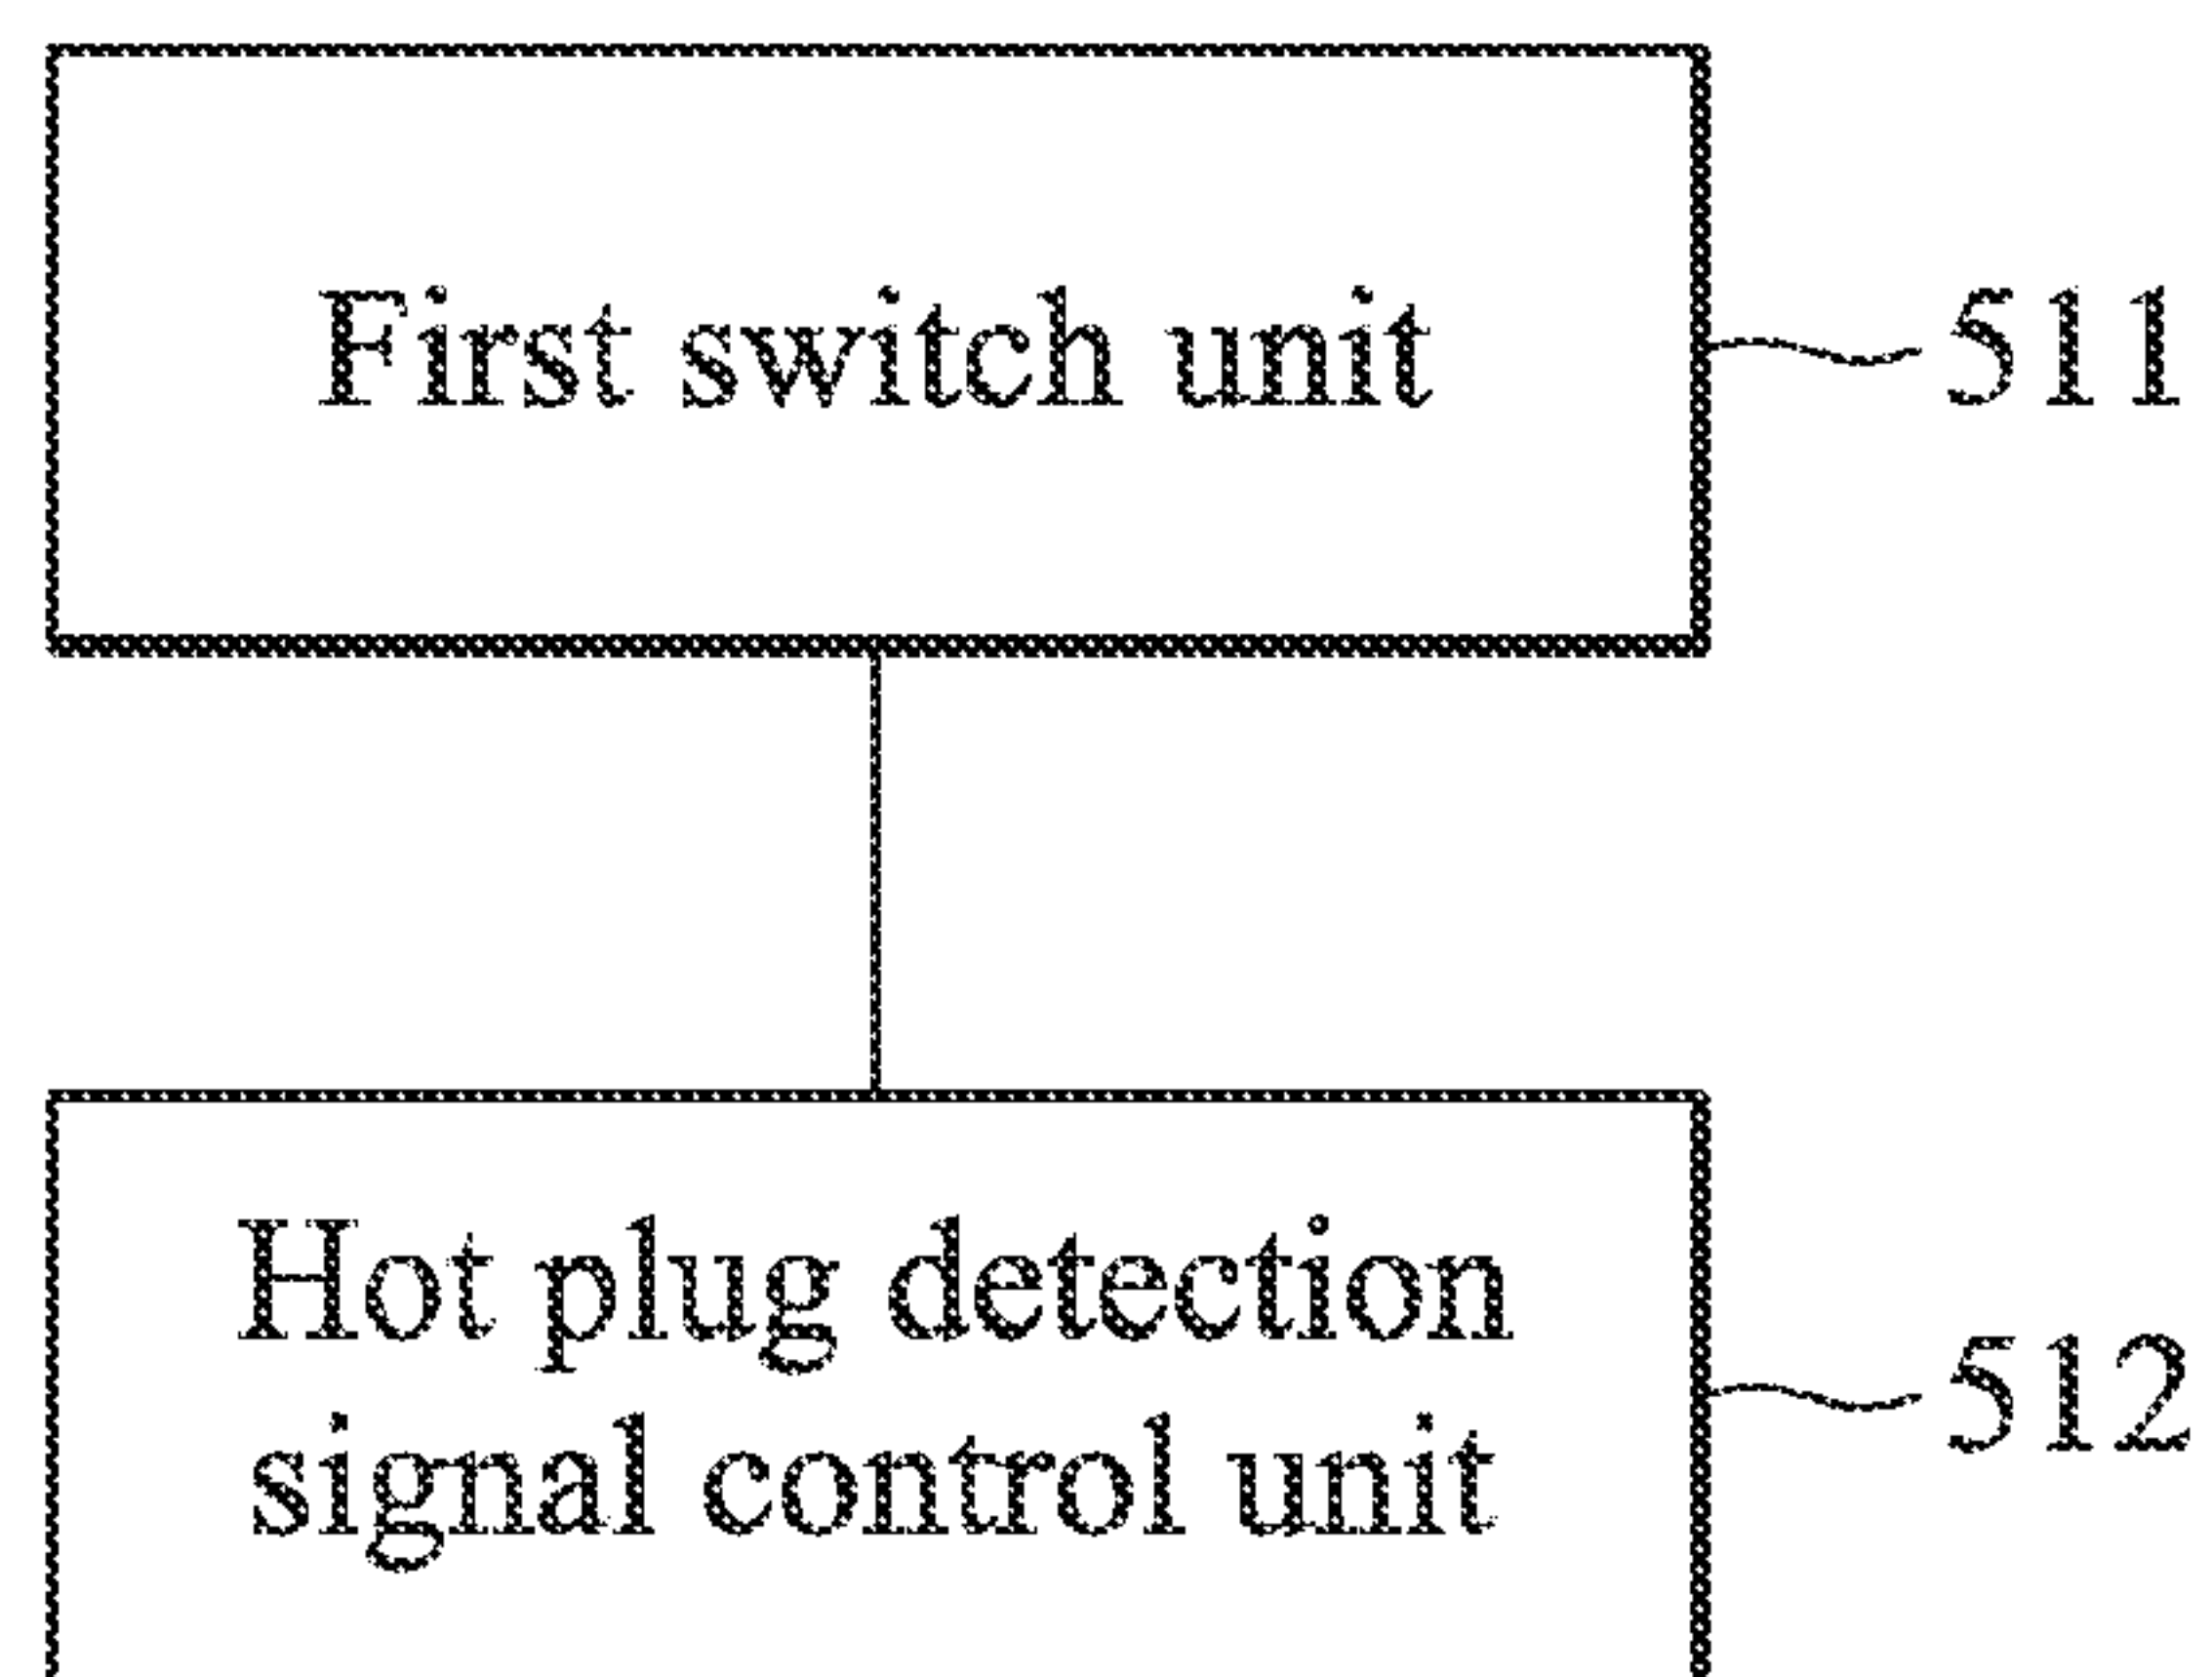 First switch unit
511
Hot plug detection
signal control unit
512